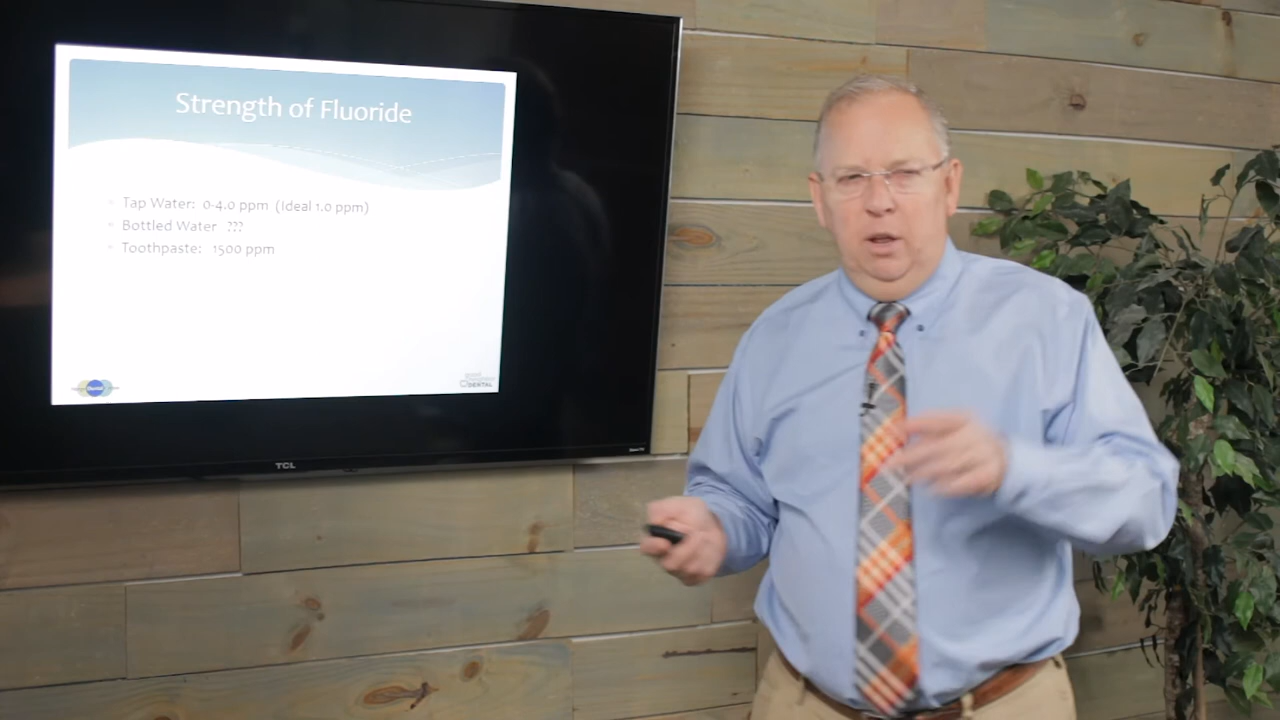 Strength of Fluoride
Tap Water: 0-4.0 ppm (Ideal 1.0 ppm)
Bottled Water ???
Toothpaste: 1500 ppm
DENTAL
TCL